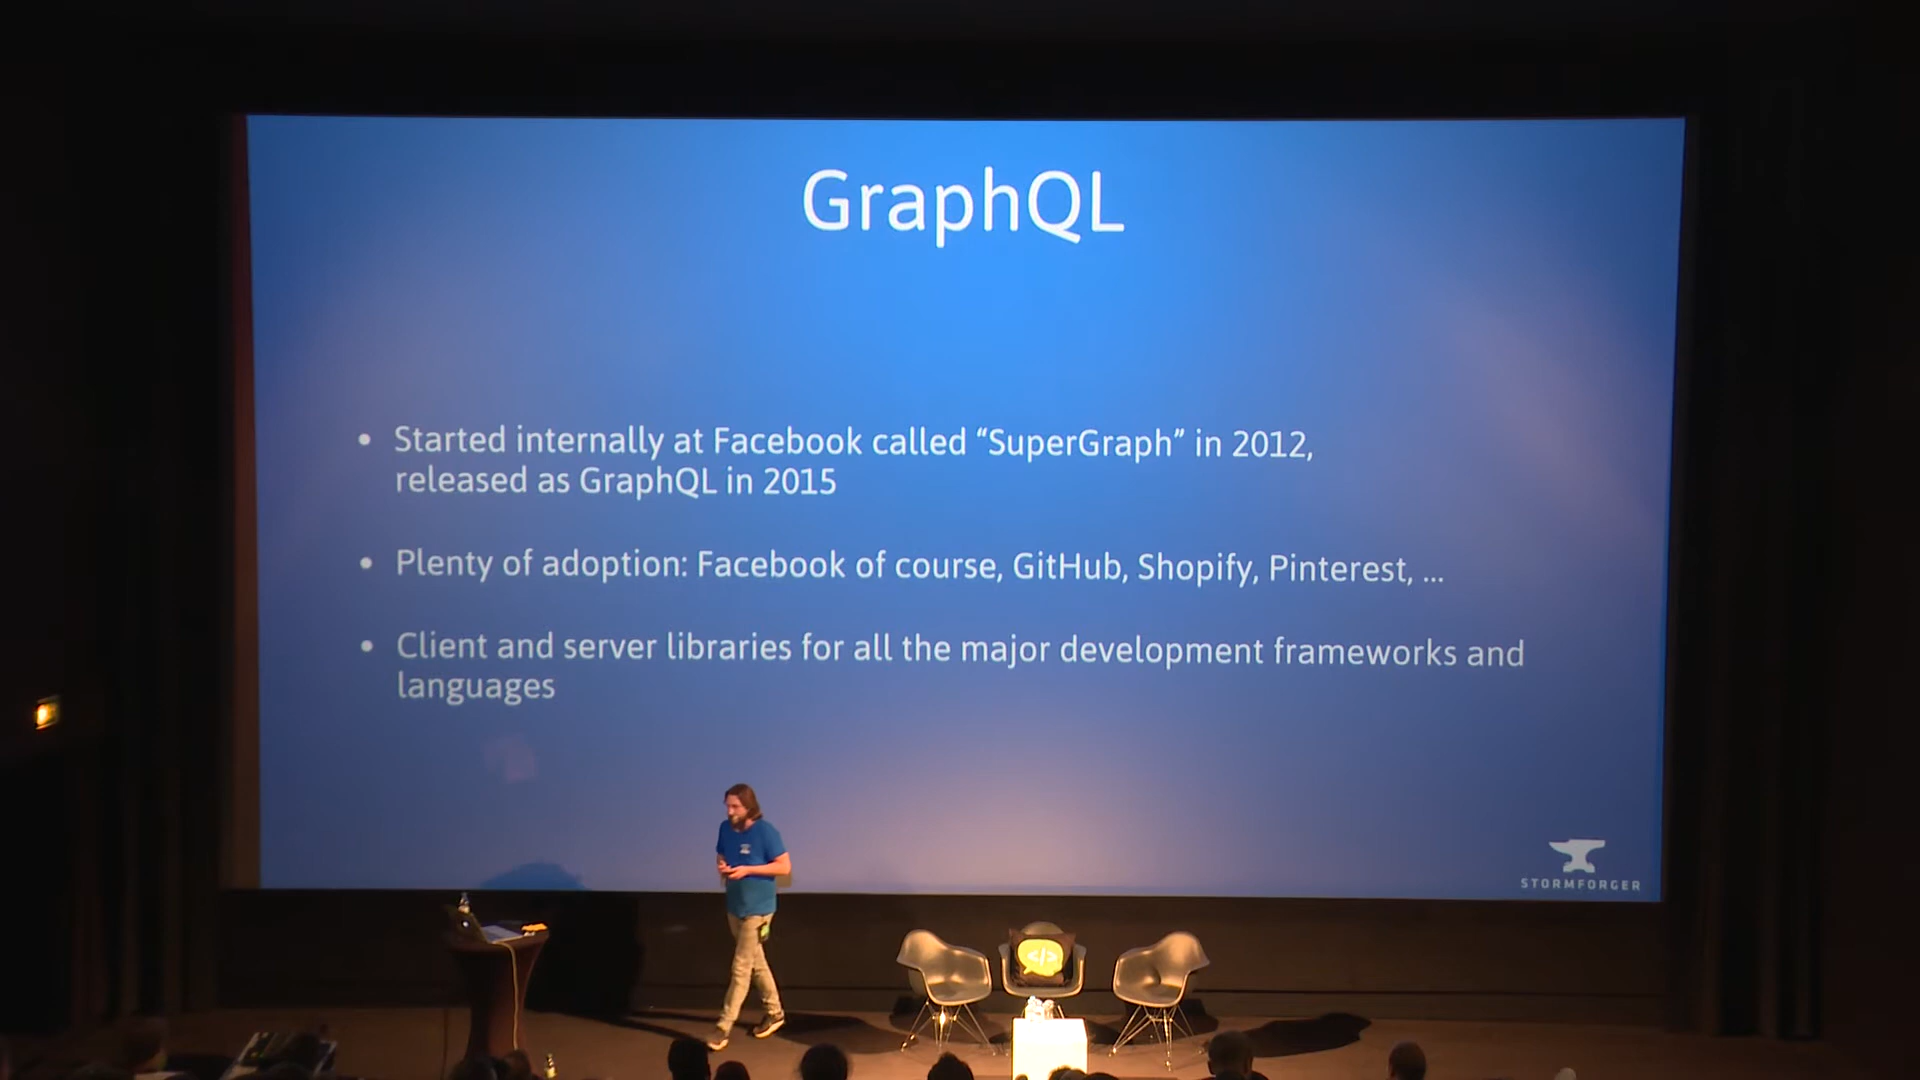 GraphQL
• Started internally at Facebook called “SuperGraph” in 2012,
released as GraphQL in 2015
• Plenty of adoption: Facebook of course, GitHub, Shopify, Pinterest, ...
• Client and server libraries for all the major development frameworks and
languages
STORMFORGER
</>